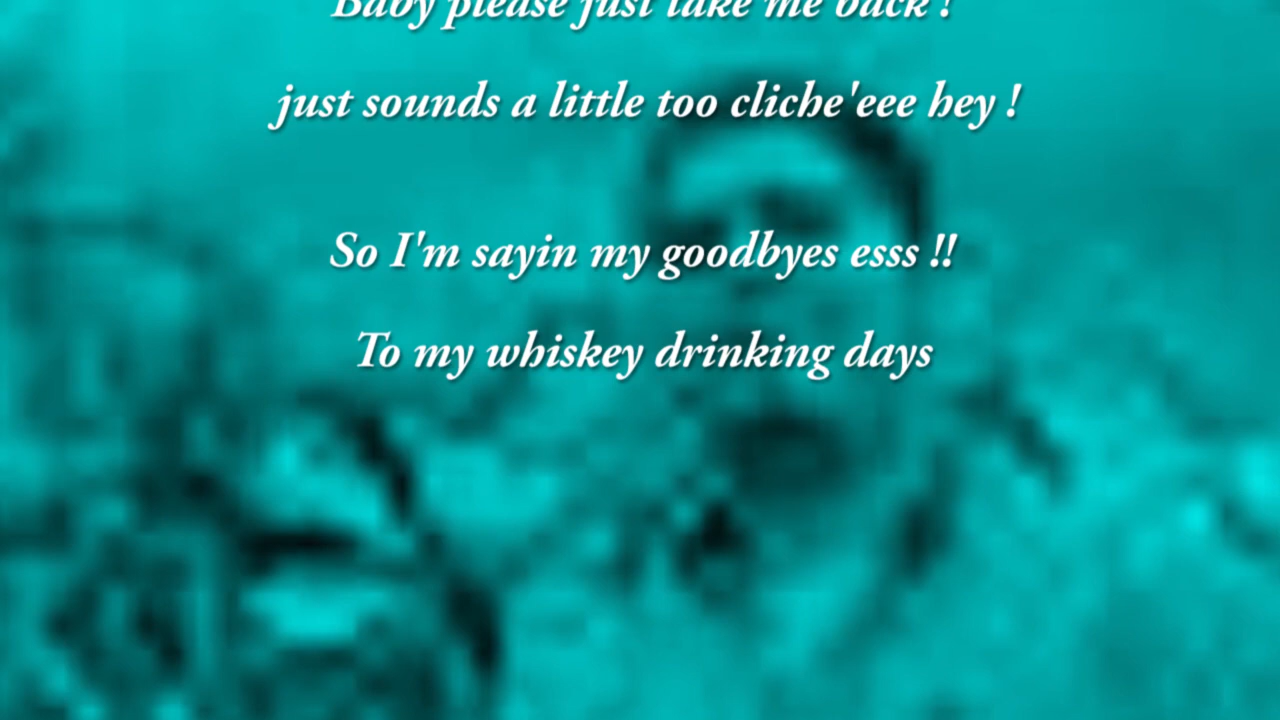 Baby please just take me back !
just sounds a little too cliche'eee hey !
So I'm sayin my goodbyes esss !!
To my whiskey drinking days